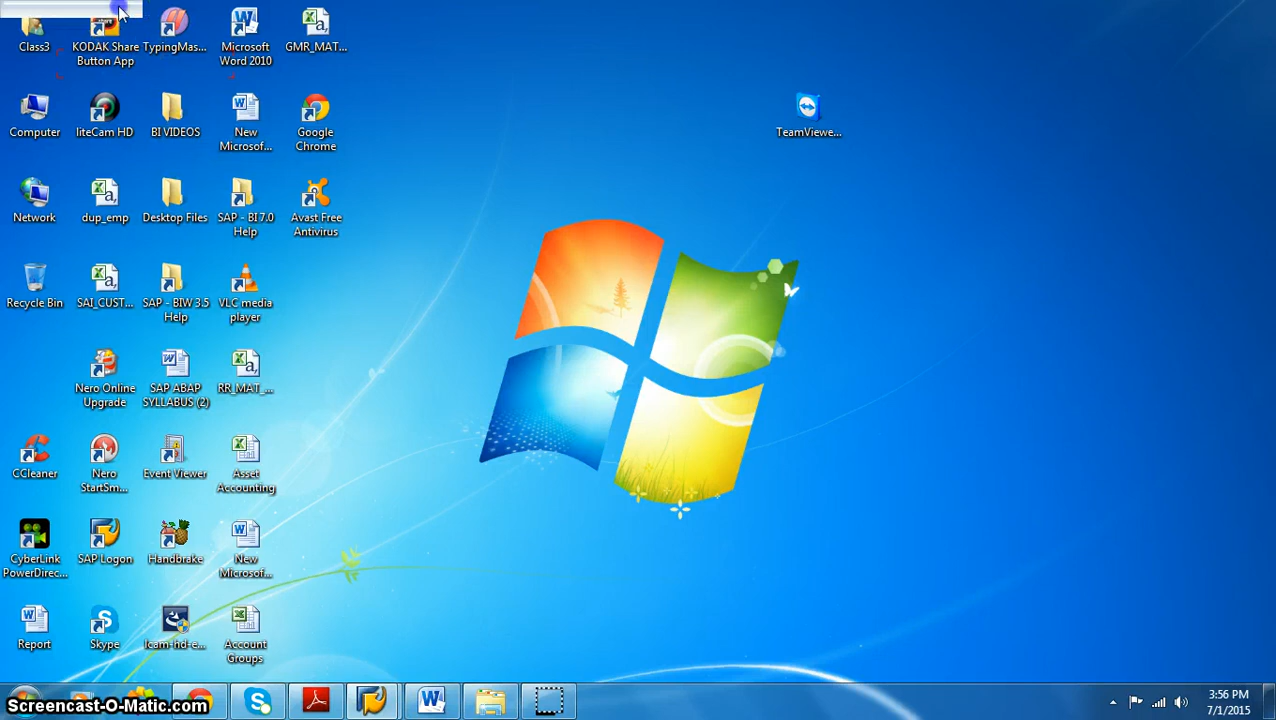 Class3
KODAK Share
Button App
TypingMas...
Microsoft
Word 2010
GMR_MAT...
Computer
liteCam HD
BI VIDEOS
New
Microsof...
Google
Chrome
TeamViewe...
Network
dup_emp
Desktop Files
SAP - BI 7.0
Help
Avast Free
Antivirus
Recycle Bin
SAI_CUST...
SAP - BIW 3.5
Help
VLC media
player
Nero Online
Upgrade
SAP ABAP
SYLLABUS (2)
RR_MAT_...
CCleaner
Nero
StartSm...
Event Viewer
Asset
Accounting
CyberLink
PowerDirec...
SAP Logon
Handbrake
New
Microsof...
Report
Skype
lcam-hd-e...
Account
Groups
Screencast-O-Matic.com
3:56 PM
7/1/2015